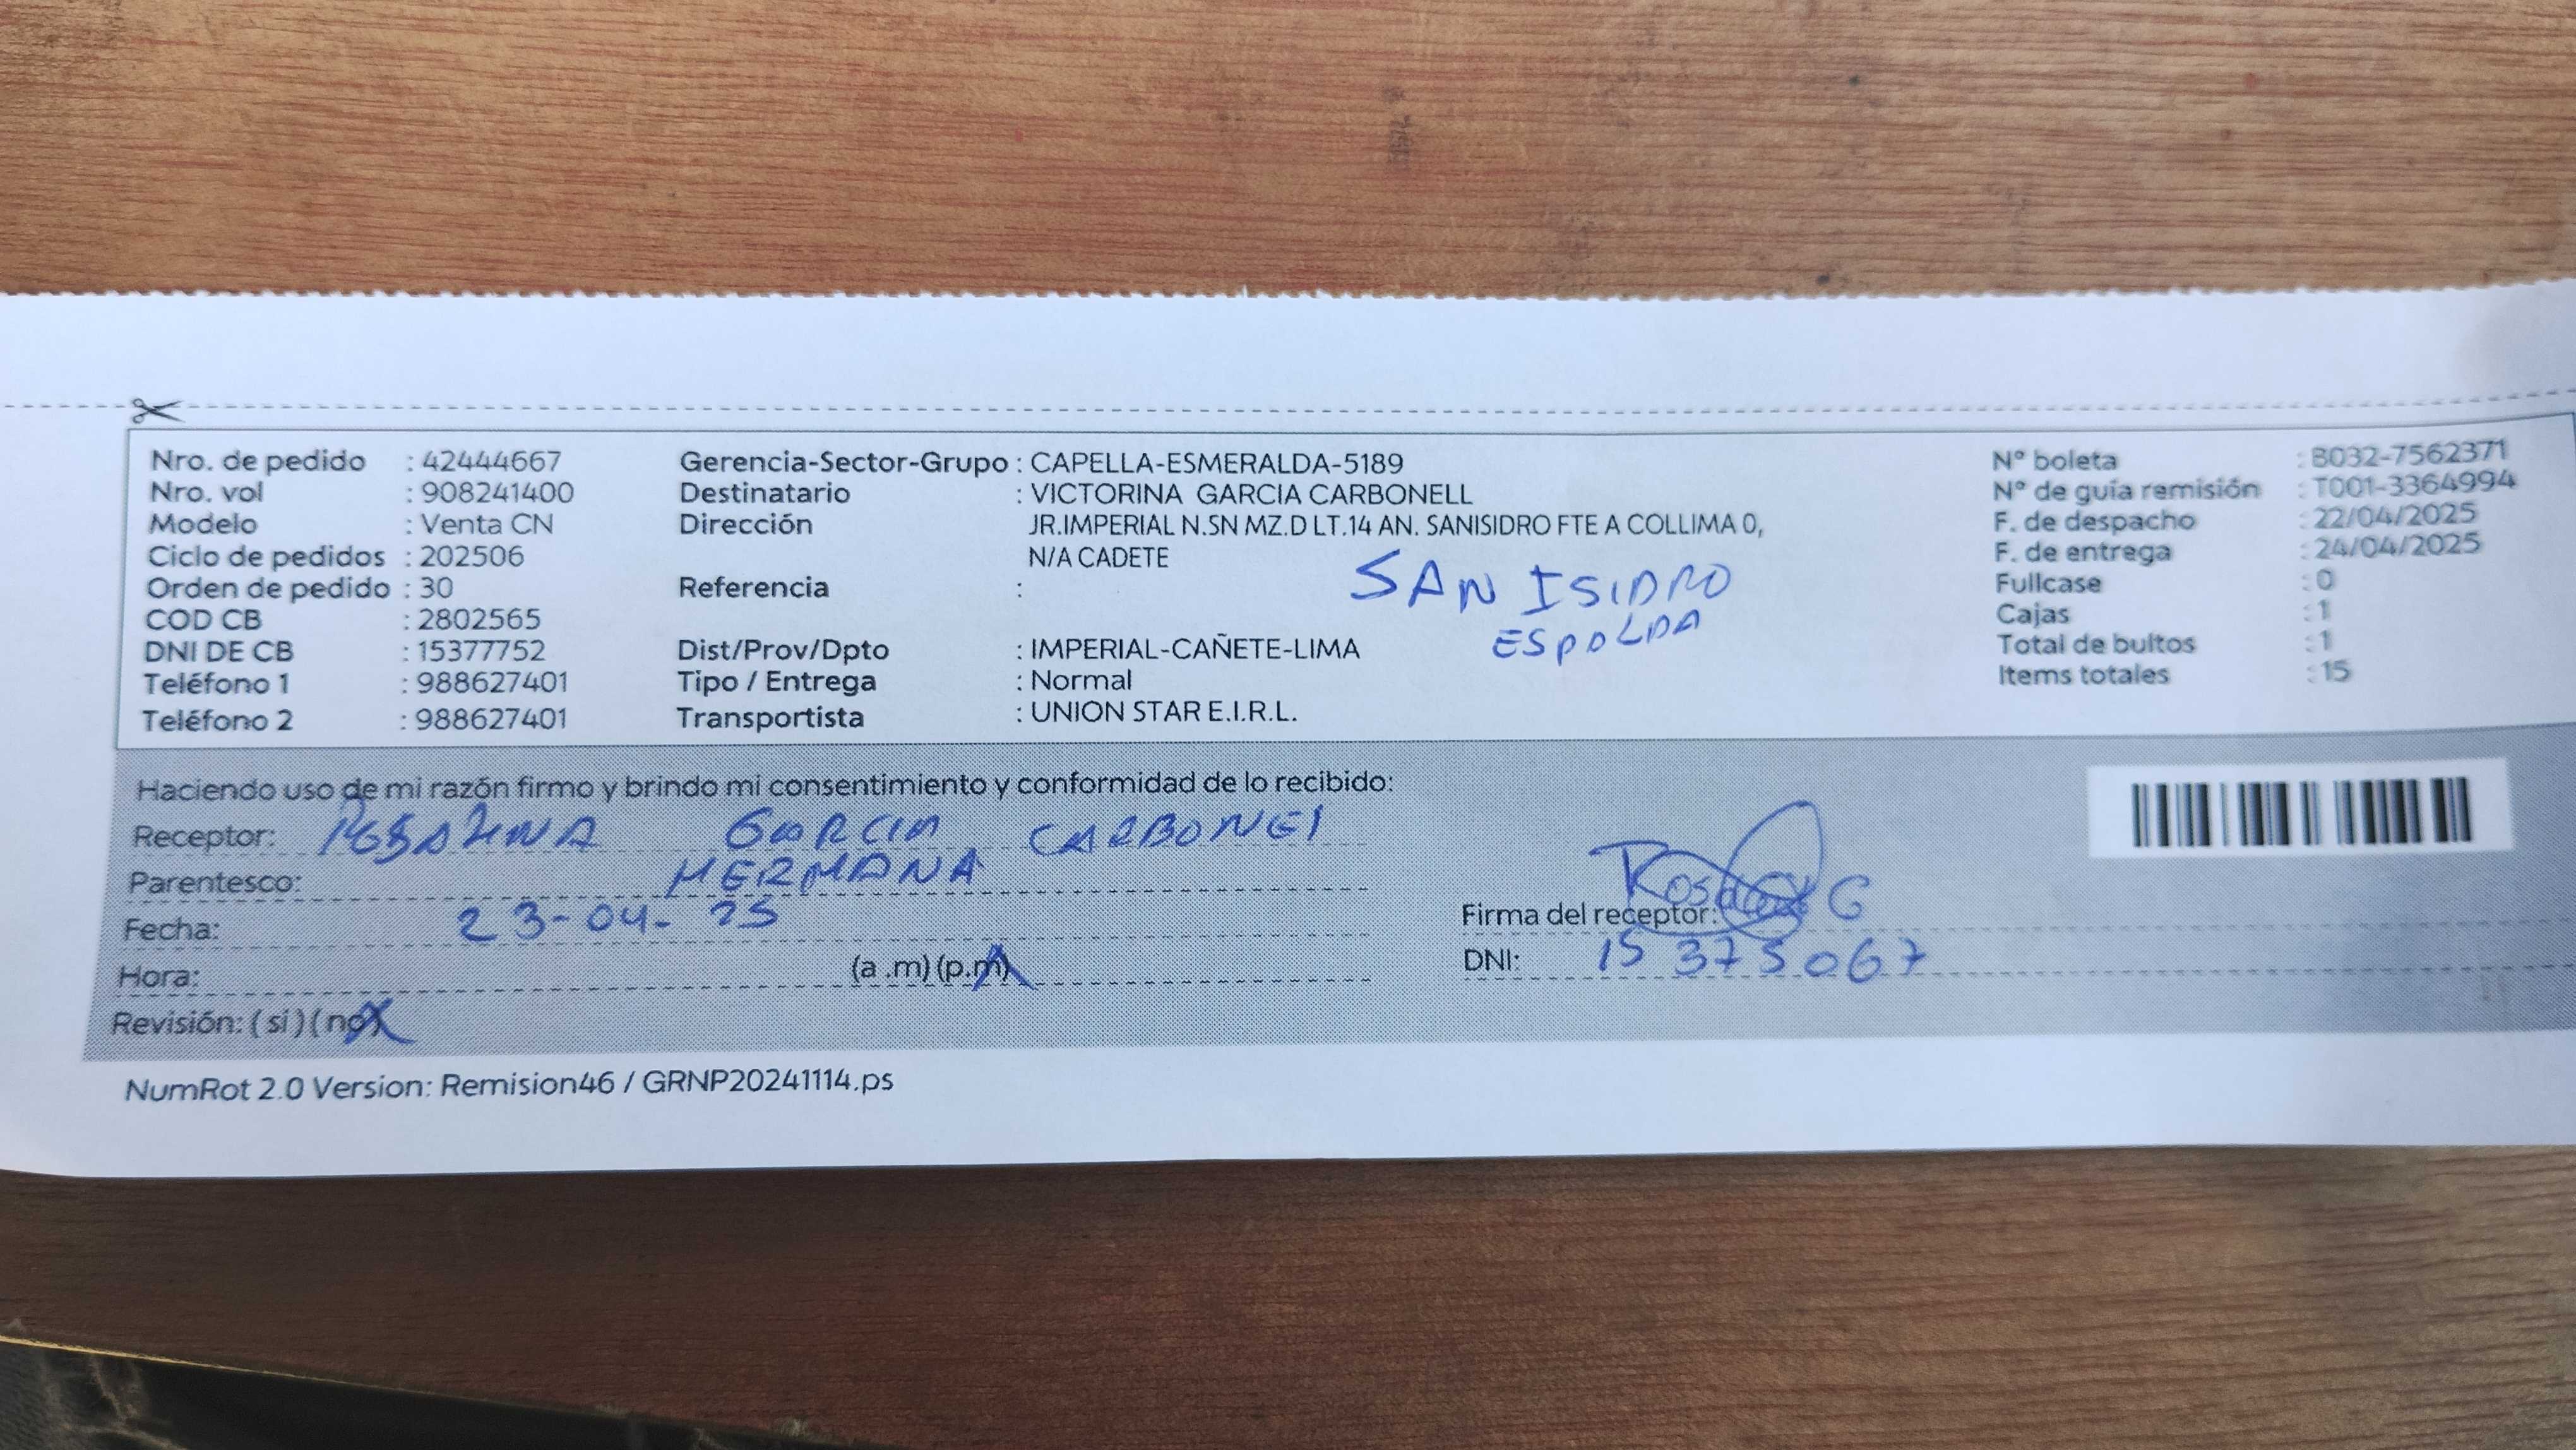 Nro. de pedido : 42444667
Nro. vol : 908241400
Modelo : Venta CN
Ciclo de pedidos : 202506
Orden de pedido : 30
COD CB : 2802565
DNI DE CB : 15377752
Teléfono 1 : 988627401
Teléfono 2 : 988627401
Gerencia-Sector-Grupo : CAPELLA-ESMERALDA-5189
Destinatario : VICTORINA GARCIA CARBONELL
Dirección JR.IMPERIAL N.SN MZ.D LT.14 AN. SANISIDRO FTE A COLLIMA 0,
N/A CADETE
Referencia :
SAN ISIDRO
ESPOLDA
Dist/Prov/Dpto : IMPERIAL-CAÑETE-LIMA
Tipo / Entrega : Normal
Transportista : UNION STAR E.I.R.L.
Nº boleta : B032-7562371
Nº de guía remisión : T001-3364994
F. de despacho : 22/04/2025
F. de entrega : 24/04/2025
Fullcase : 0
Cajas : 1
Total de bultos : 1
Items totales : 15
Haciendo uso de mi razón firmo y brindo mi consentimiento y conformidad de lo recibido:
Receptor: GARCIA CARBONEl
Parentesco: HERMANA
Fecha: 23-04-25
Hora: (a .m) (p.m)
Revisión: ( si ) ( no )
Firma del receptor:
DNI: 15375067
NumRot 2.0 Version: Remision46 / GRNP20241114.ps